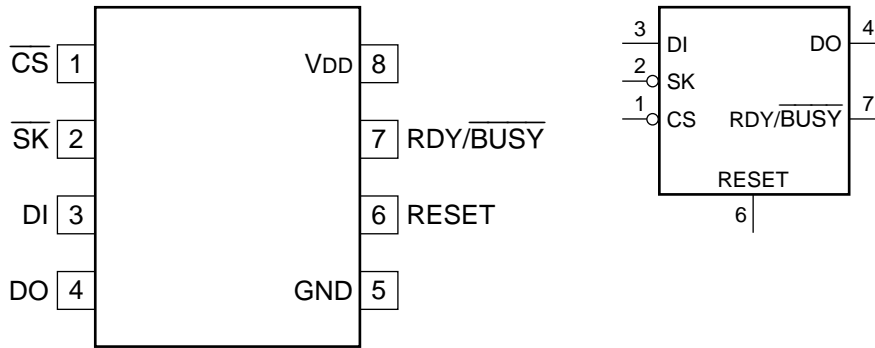 CS 1
SK 2
DI 3
DO 4
VDD 8
7 RDY/BUSY
6 RESET
GND 5
3 DI
2 SK
1 CS
DO 4
RDY/BUSY 7
RESET
6